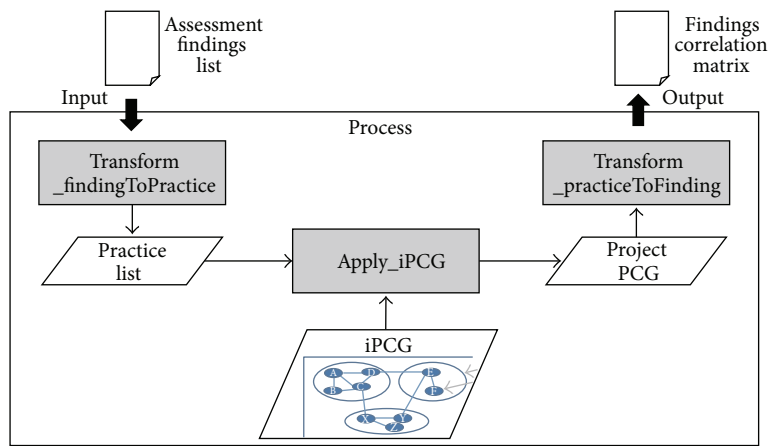 Assessment
findings
list
Findings
correlation
matrix
Input
Output
Process
Transform
_findingToPractice
Transform
_practiceToFinding
Practice
list
Apply_iPCG
Project
PCG
iPCG
A
D
E
B
C
F
X
Y
Z